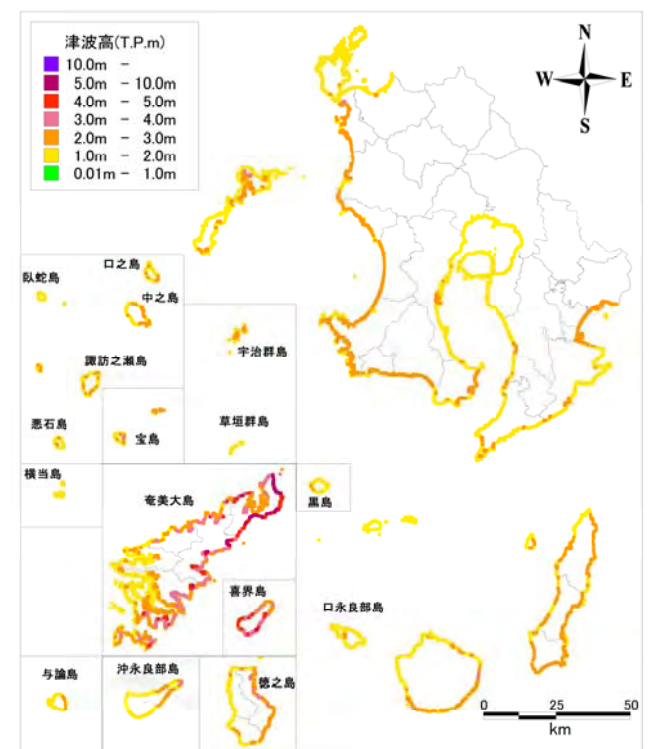 津波高(T.P.m)
10.0m -
5.0m - 10.0m
4.0m - 5.0m
3.0m - 4.0m
2.0m - 3.0m
1.0m - 2.0m
0.01m - 1.0m
N
W E
S
口之島
臥蛇島
中之島
宇治群島
諏訪之瀬島
草垣群島
悪石島
宝島
横当島
奄美大島
黒島
喜界島
口永良部島
与論島
沖永良部島
徳之島
0 25 50
km